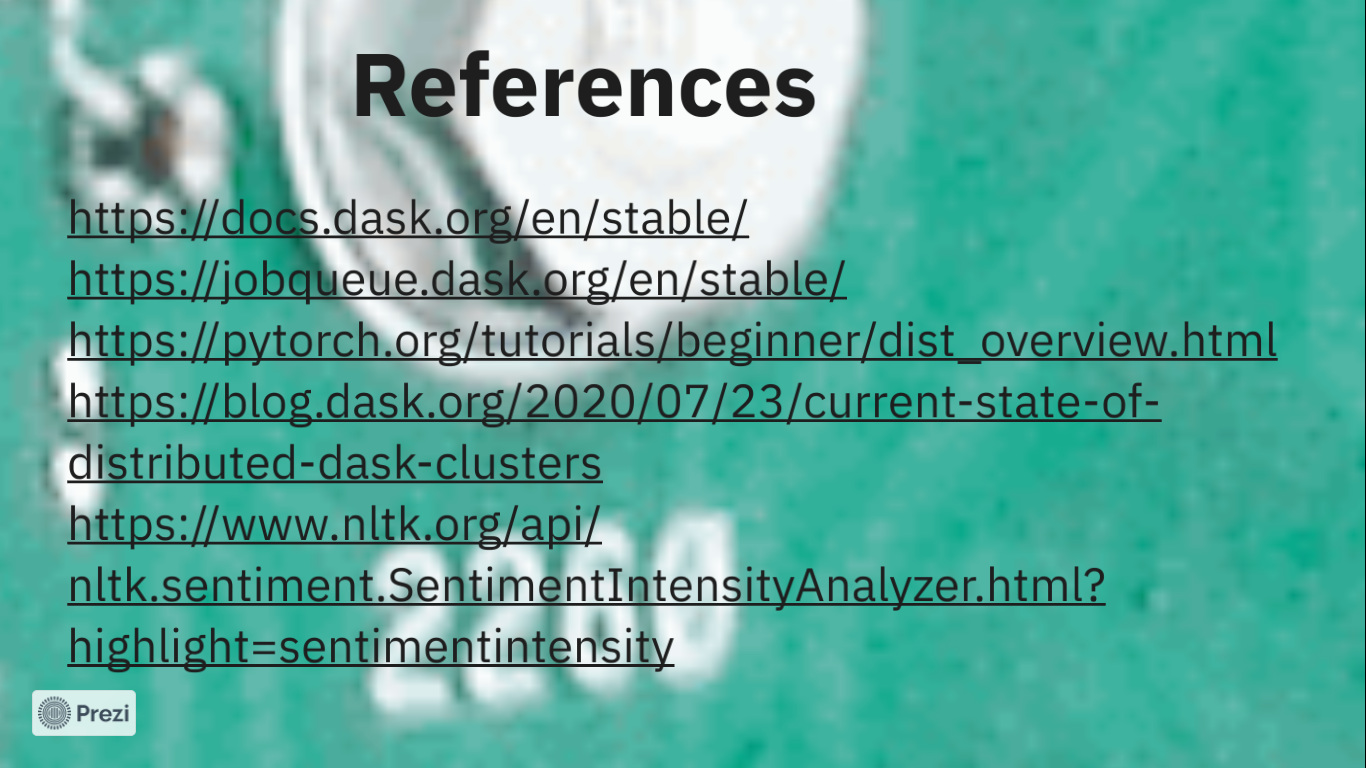 References
https://docs.dask.org/en/stable/
https://jobqueue.dask.org/en/stable/
https://pytorch.org/tutorials/beginner/dist_overview.html
https://blog.dask.org/2020/07/23/current-state-of-
distributed-dask-clusters
https://www.nltk.org/api/
nltk.sentiment.SentimentIntensityAnalyzer.html?
highlight=sentimentintensity
Prezi